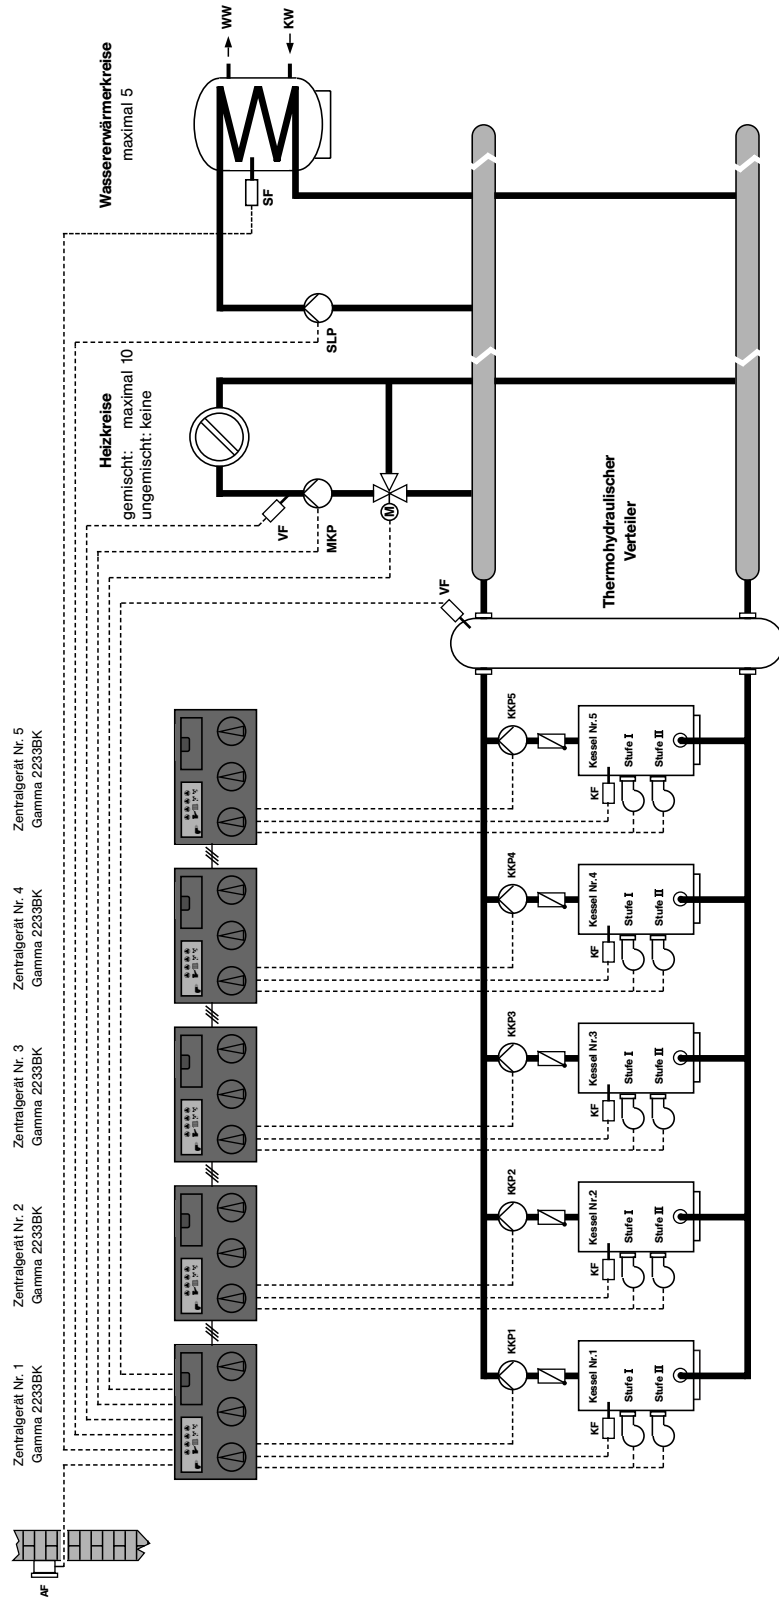 AF
Zentralgerät Nr. 1
Gamma 2233BK
Zentralgerät Nr. 2
Gamma 2233BK
Zentralgerät Nr. 3
Gamma 2233BK
Zentralgerät Nr. 4
Gamma 2233BK
Zentralgerät Nr. 5
Gamma 2233BK
Heizkreise
gemischt: maximal 10
ungemischt: keine
Wassererwärmerkreise
maximal 5
WW
KW
SF
SLP
VF
MKP
M
VF
Thermohydraulischer
Verteiler
KKP1
KKP2
KKP3
KKP4
KKP5
KF
Kessel Nr.1
Stufe I
Stufe II
KF
Kessel Nr.2
Stufe I
Stufe II
KF
Kessel Nr.3
Stufe I
Stufe II
KF
Kessel Nr.4
Stufe I
Stufe II
KF
Kessel Nr.5
Stufe I
Stufe II